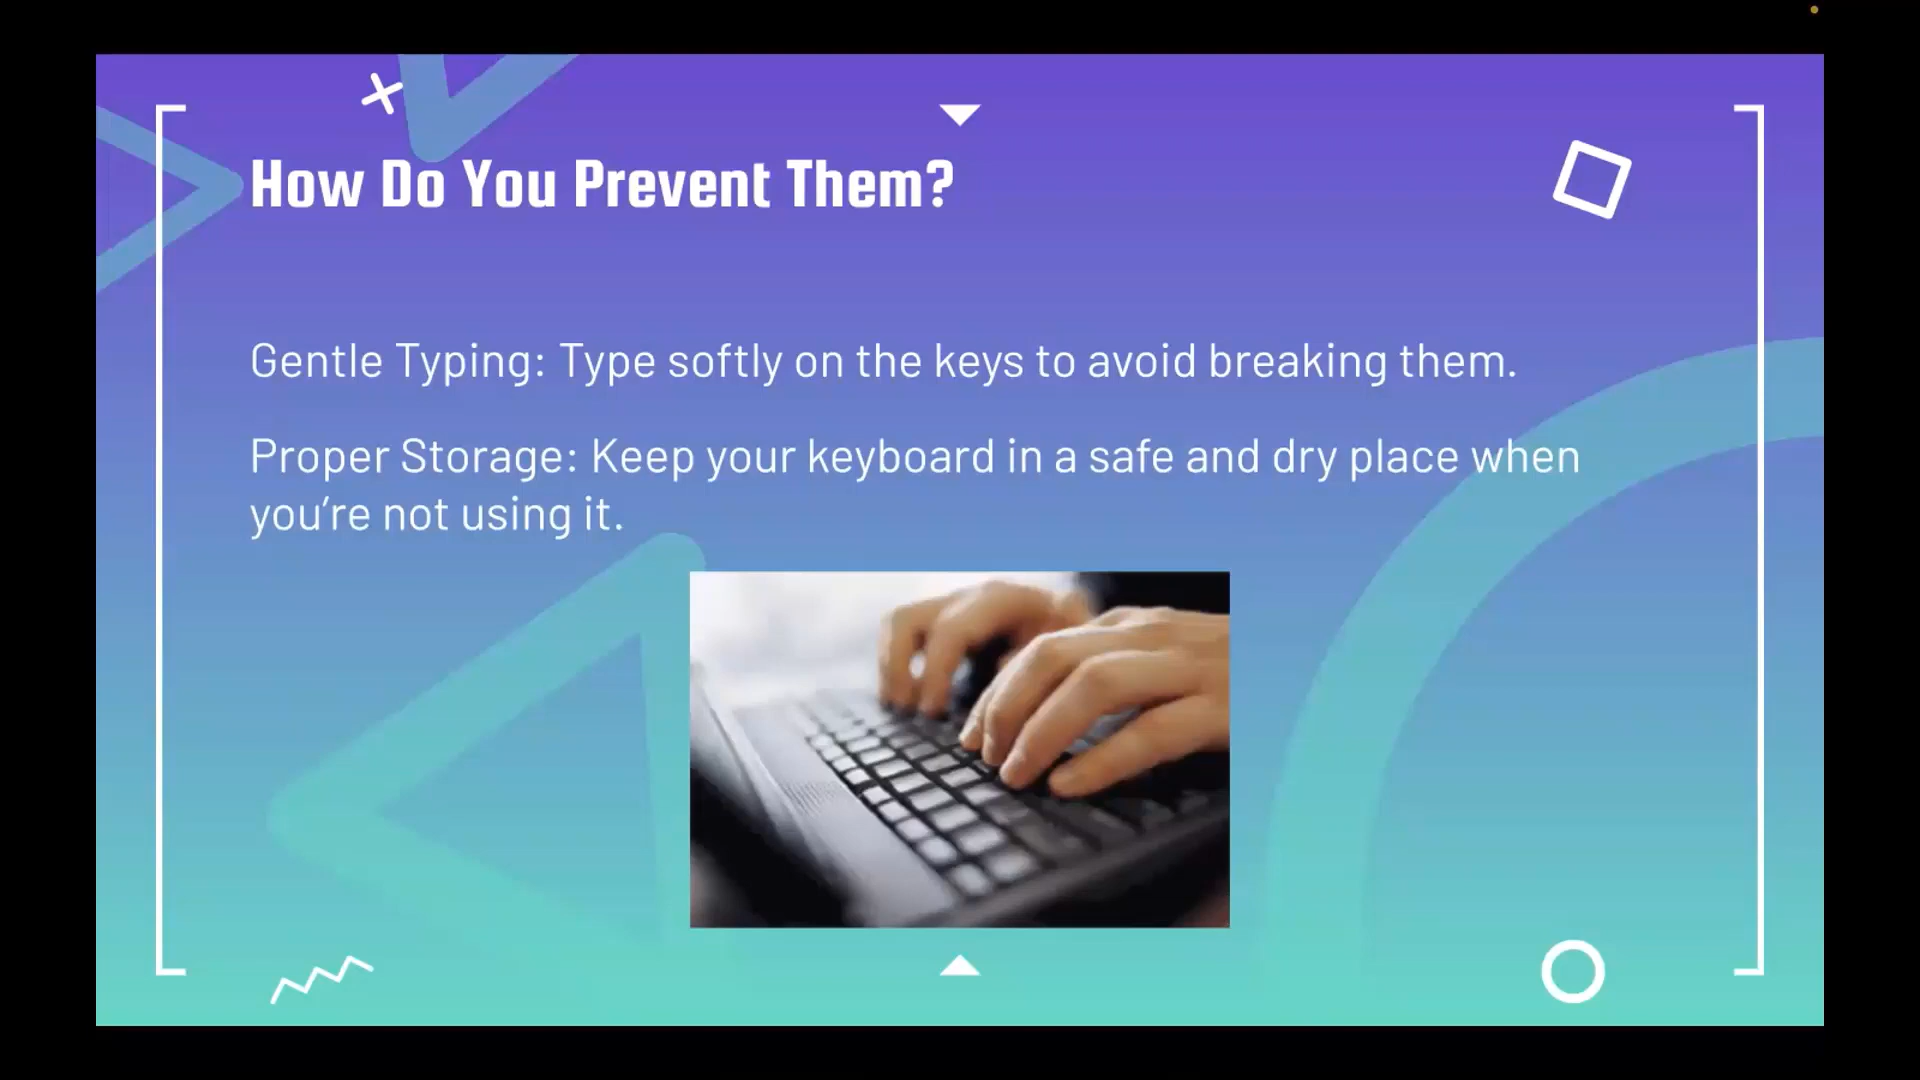 How Do You Prevent Them?
Gentle Typing: Type softly on the keys to avoid breaking them.
Proper Storage: Keep your keyboard in a safe and dry place when
you’re not using it.